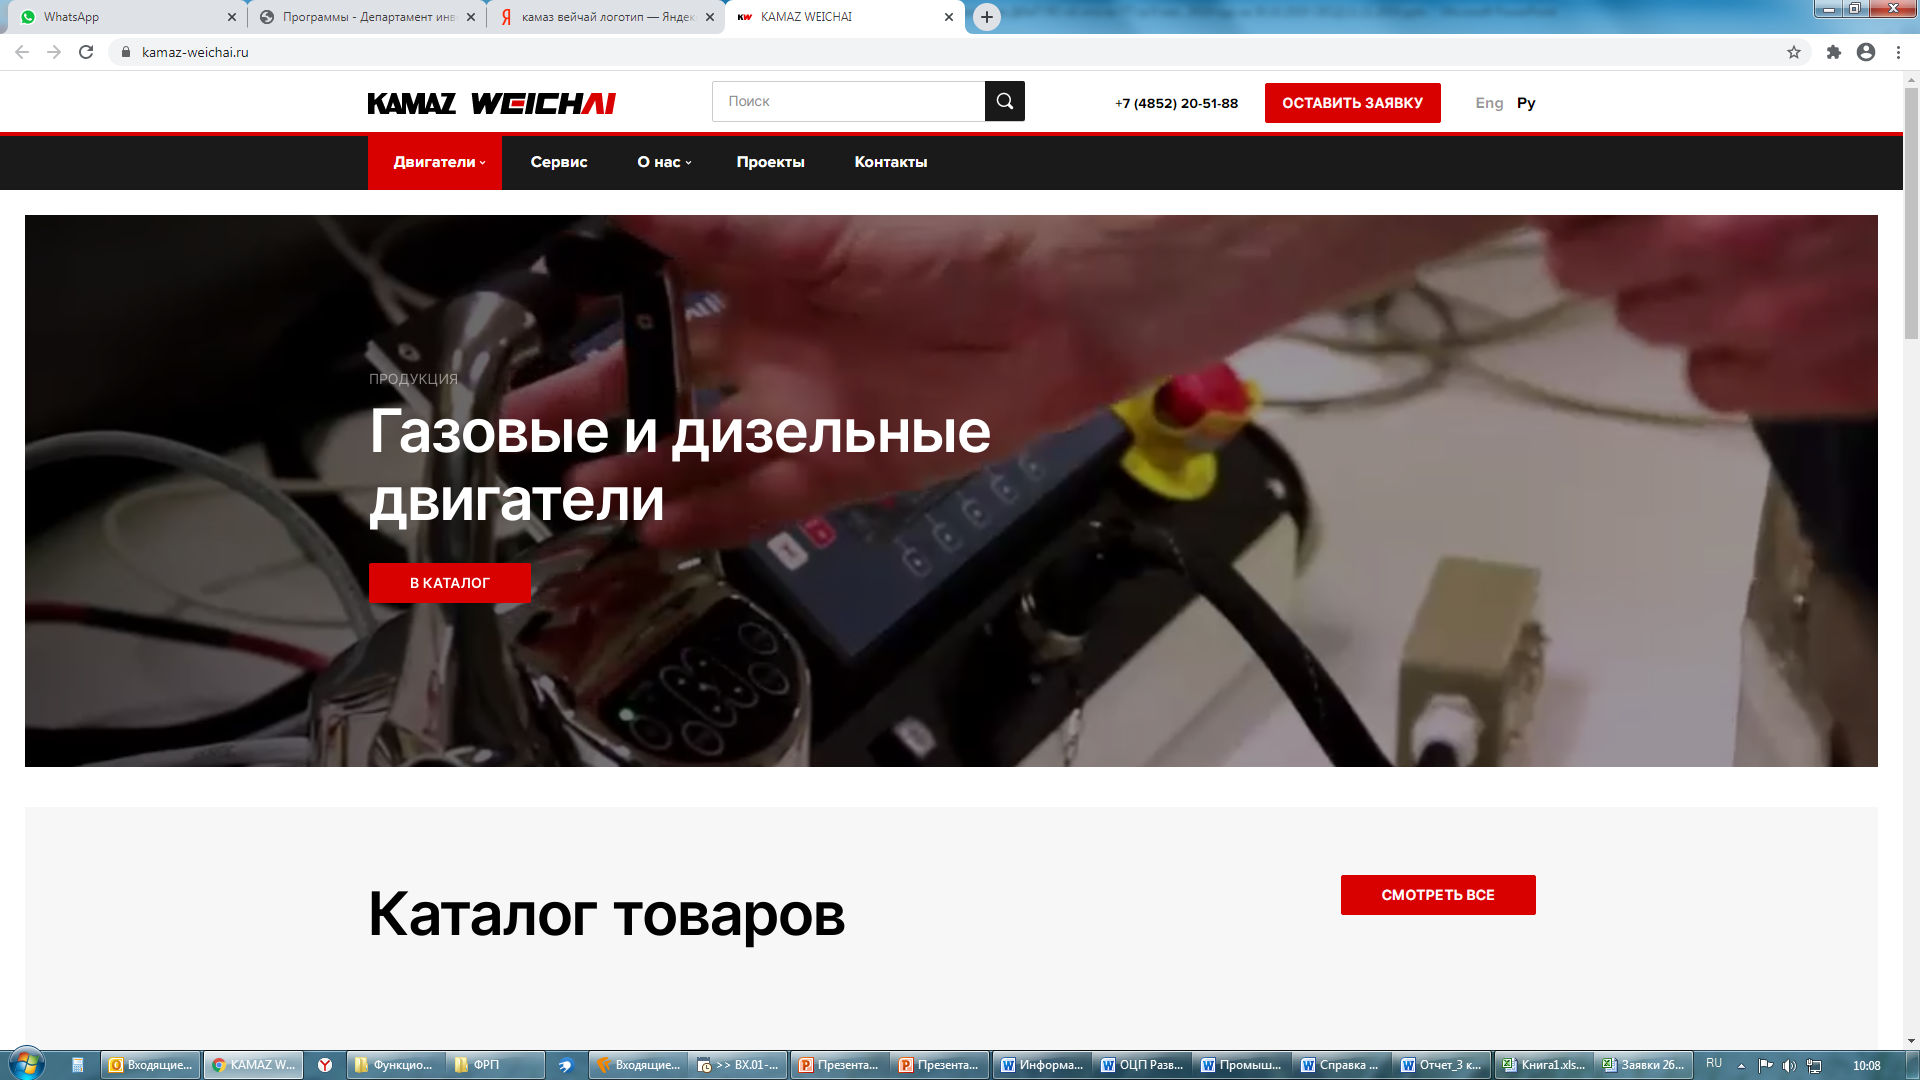 WhatsApp
Программы - Департамент инв
камаз вейчай логотип — Яндек
KW KAMAZ WEICHAI
kamaz-weichai.ru
KAMAZ WEICHAI
Поиск
+7 (4852) 20-51-88
ОСТАВИТЬ ЗАЯВКУ
Eng Ру
Двигатели
Сервис
О нас
Проекты
Контакты
ПРОДУКЦИЯ
Газовые и дизельные
двигатели
В КАТАЛОГ
Каталог товаров
СМОТРЕТЬ ВСЕ
Входящие...
KAMAZ W...
Функцио...
ФРП
Входящие...
>> ВХ.01-...
Презента...
Презента...
Информа...
ОЦП Разв...
Промыш...
Справка ...
Отчет_3 к...
Книга1.xls...
Заявки 26...
RU
10:08